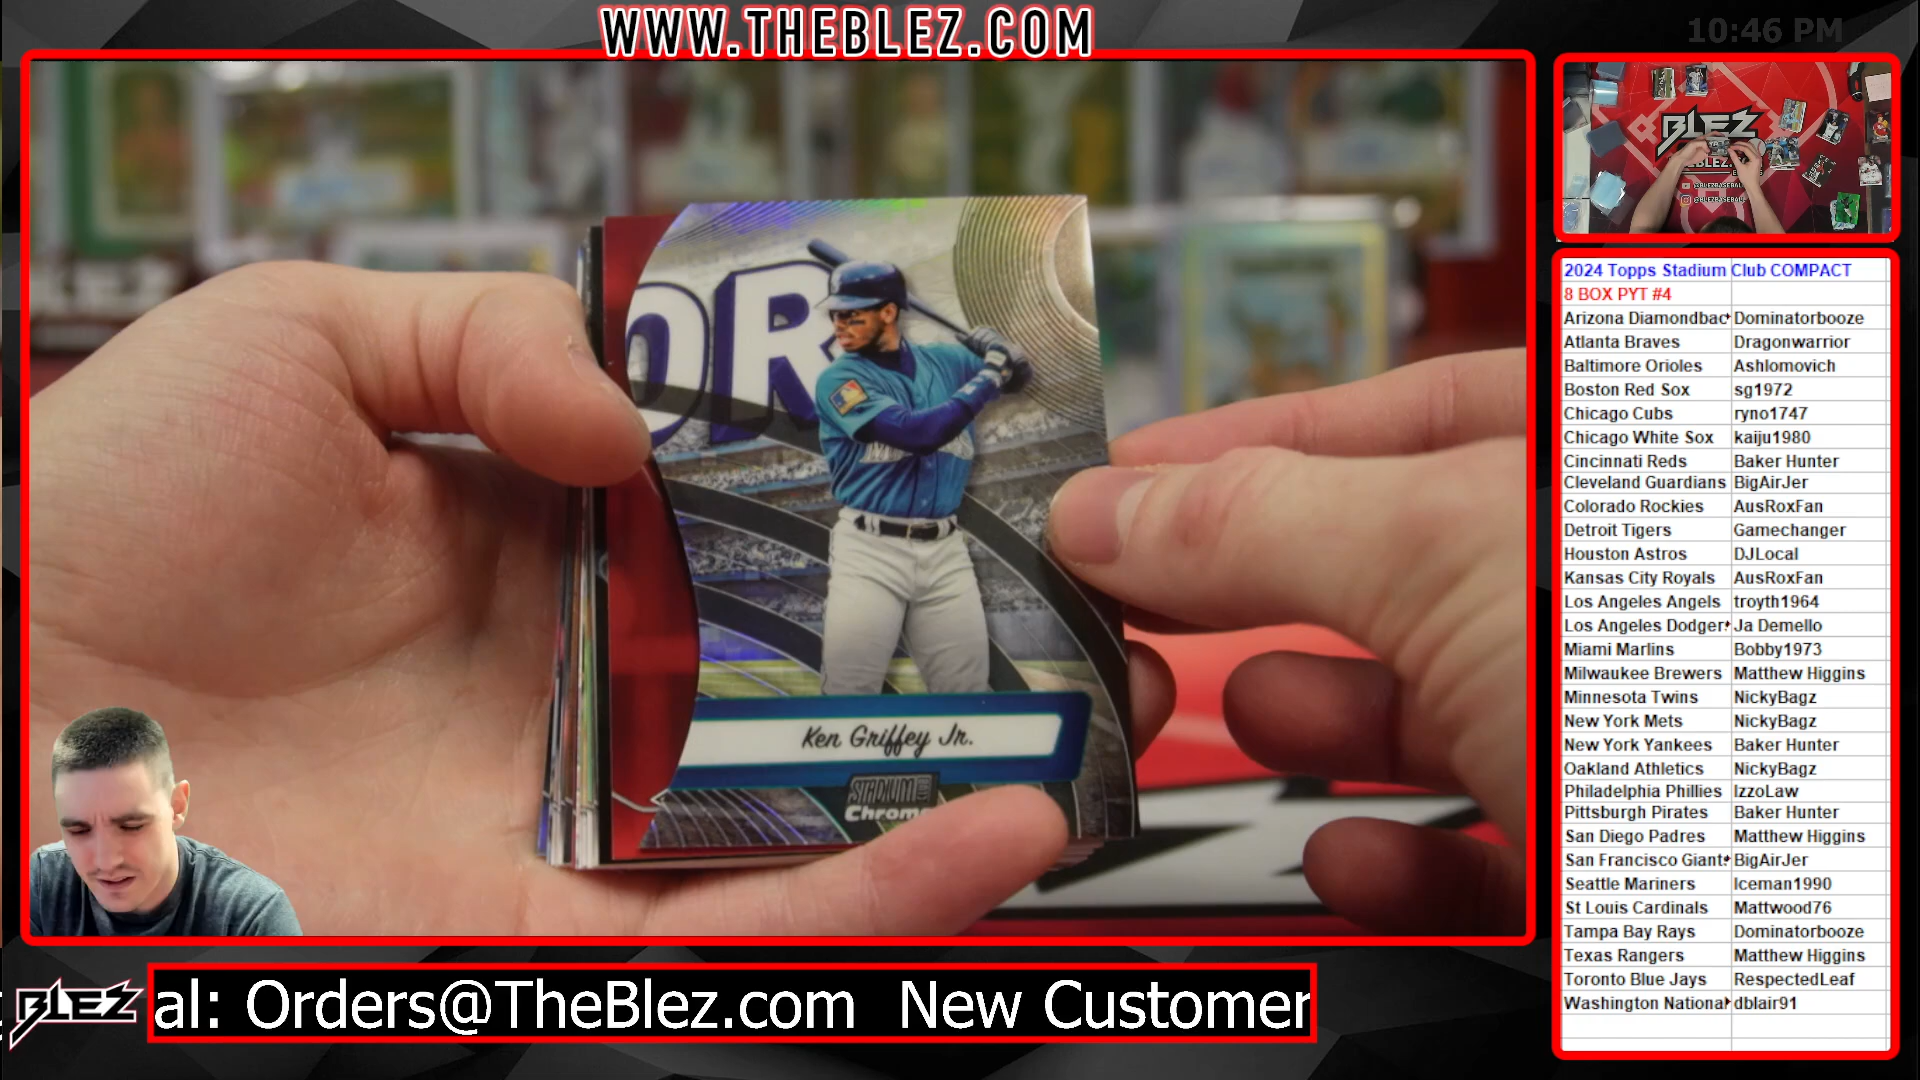 WWW.THEBLEZ.COM
10:46 PM
OR
Ken Griffey Jr.
STADIUM CLUB
Chrome
BLEZ
2024 Topps Stadium Club COMPACT
8 BOX PYT #4
Arizona Diamondbac Dominatorbooze
Atlanta Braves Dragonwarrior
Baltimore Orioles Ashlomovich
Boston Red Sox sg1972
Chicago Cubs ryno1747
Chicago White Sox kaiju1980
Cincinnati Reds Baker Hunter
Cleveland Guardians BigAirJer
Colorado Rockies AusRoxFan
Detroit Tigers Gamechanger
Houston Astros DJLocal
Kansas City Royals AusRoxFan
Los Angeles Angels troyth1964
Los Angeles Dodger Ja Demello
Miami Marlins Bobby1973
Milwaukee Brewers Matthew Higgins
Minnesota Twins NickyBagz
New York Mets NickyBagz
New York Yankees Baker Hunter
Oakland Athletics NickyBagz
Philadelphia Phillies IzzoLaw
Pittsburgh Pirates Baker Hunter
San Diego Padres Matthew Higgins
San Francisco Giant BigAirJer
Seattle Mariners Iceman1990
St Louis Cardinals Mattwood76
Tampa Bay Rays Dominatorbooze
Texas Rangers Matthew Higgins
Toronto Blue Jays RespectedLeaf
Washington Nationa dblair91
BLEZ
al: Orders@TheBlez.com New Customer